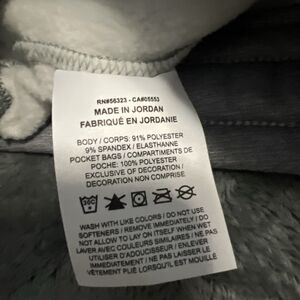 RN#56323 - CA#05553
MADE IN JORDAN
FABRIQUÉ EN JORDANIE
BODY / CORPS: 91% POLYESTER
9% SPANDEX / ELASTHANNE
POCKET BAGS / COMPARTIMENTS DE
POCHE: 100% POLYESTER
EXCLUSIVE OF DECORATION /
DECORATION NON COMPRISE
WASH WITH LIKE COLORS / DO NOT USE
SOFTENERS / REMOVE IMMEDIATELY / DO
NOT ALLOW TO LAY ON ITSELF WHEN WET
LAVER AVEC COULEURS SIMILAIRES / NE PAS
UTILISER D'ADOUCISSEUR / ENLEVER
IMMÉDIATEMENT / NE PAS LAISSER LE
VÊTEMENT PLIÉ LORSQU'IL EST MOUILLÉ